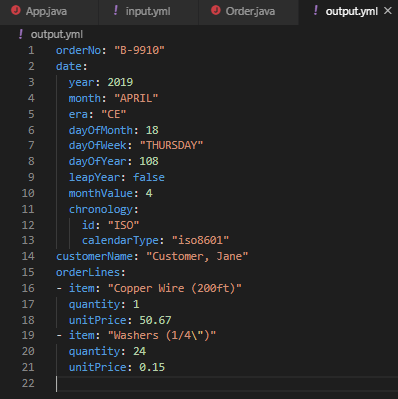 App.java ! input.yml Order.java ! output.yml ×
! output.yml
1 orderNo: "B-9910"
2 date:
3   year: 2019
4   month: "APRIL"
5   era: "CE"
6   dayOfMonth: 18
7   dayOfWeek: "THURSDAY"
8   dayOfYear: 108
9   leapYear: false
10   monthValue: 4
11   chronology:
12     id: "ISO"
13     calendarType: "iso8601"
14 customerName: "Customer, Jane"
15 orderLines:
16 - item: "Copper Wire (200ft)"
17   quantity: 1
18   unitPrice: 50.67
19 - item: "Washers (1/4\")"
20   quantity: 24
21   unitPrice: 0.15
22